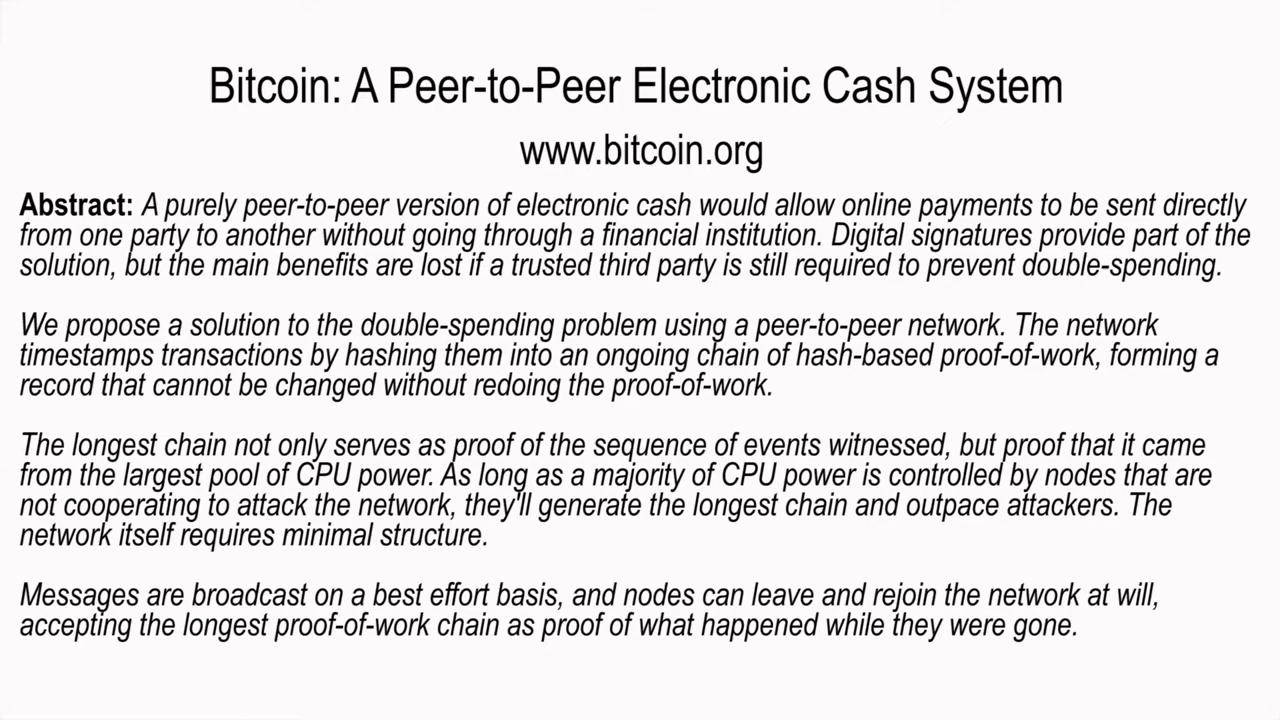 Bitcoin: A Peer-to-Peer Electronic Cash System
www.bitcoin.org
Abstract: A purely peer-to-peer version of electronic cash would allow online payments to be sent directly
from one party to another without going through a financial institution. Digital signatures provide part of the
solution, but the main benefits are lost if a trusted third party is still required to prevent double-spending.
We propose a solution to the double-spending problem using a peer-to-peer network. The network
timestamps transactions by hashing them into an ongoing chain of hash-based proof-of-work, forming a
record that cannot be changed without redoing the proof-of-work.
The longest chain not only serves as proof of the sequence of events witnessed, but proof that it came
from the largest pool of CPU power. As long as a majority of CPU power is controlled by nodes that are
not cooperating to attack the network, they'll generate the longest chain and outpace attackers. The
network itself requires minimal structure.
Messages are broadcast on a best effort basis, and nodes can leave and rejoin the network at will,
accepting the longest proof-of-work chain as proof of what happened while they were gone.